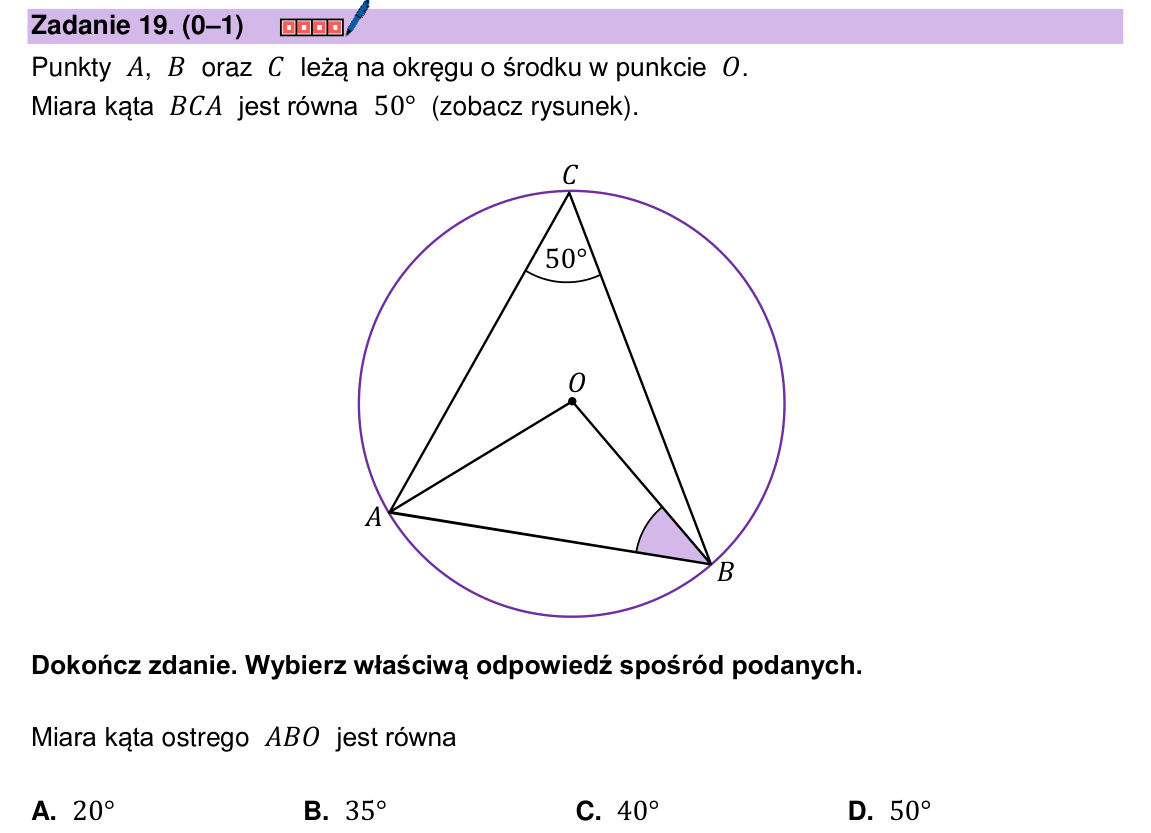 Zadanie 19. (0–1)
Punkty A, B oraz C leżą na okręgu o środku w punkcie O.
Miara kąta BCA jest równa 50° (zobacz rysunek).
C
50°
O
A
B
Dokończ zdanie. Wybierz właściwą odpowiedź spośród podanych.
Miara kąta ostrego ABO jest równa
A. 20° B. 35° C. 40° D. 50°